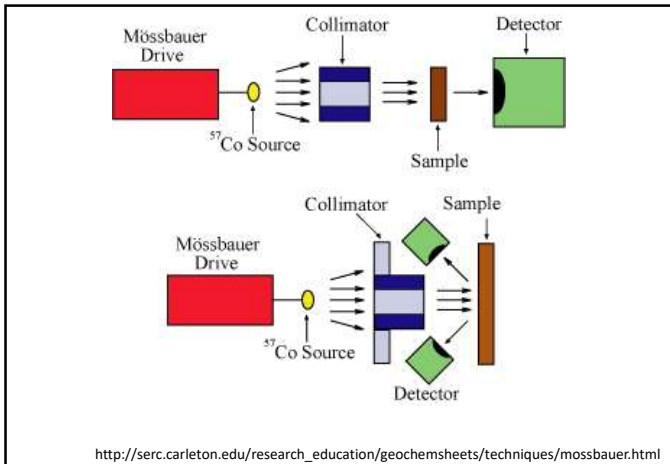 Collimator
Detector
Mössbauer
Drive
⁵⁷Co Source
Sample
Collimator
Sample
Mössbauer
Drive
⁵⁷Co Source
Detector
http://serc.carleton.edu/research_education/geochemsheets/techniques/mossbauer.html